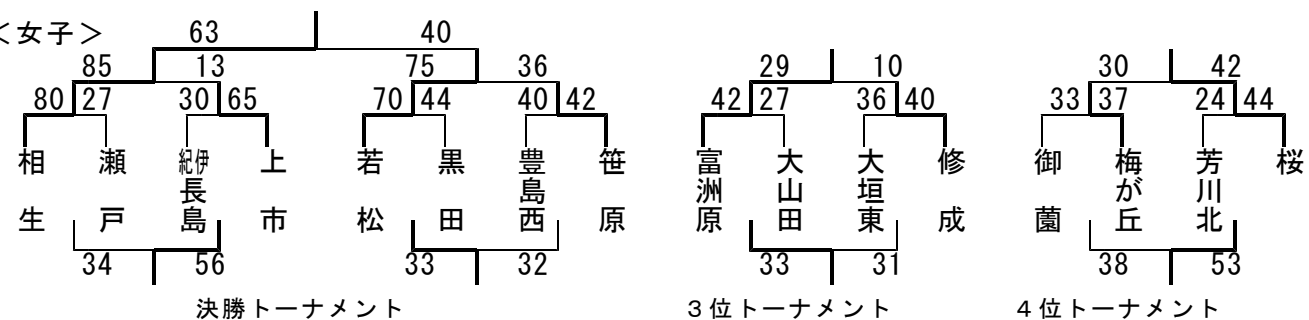 ＜女子＞
63 40
85 13 75 36 29 10 30 42
80 27 30 65 70 44 40 42 42 27 36 40 33 37 24 44
相生 瀬戸 紀伊長島 上市 若松 黒田 豊島西 笹原 富洲原 大山田 大垣東 修成 御薗 梅が丘 芳川北 桜
34 56 33 32 33 31 38 53
決勝トーナメント ３位トーナメント ４位トーナメント